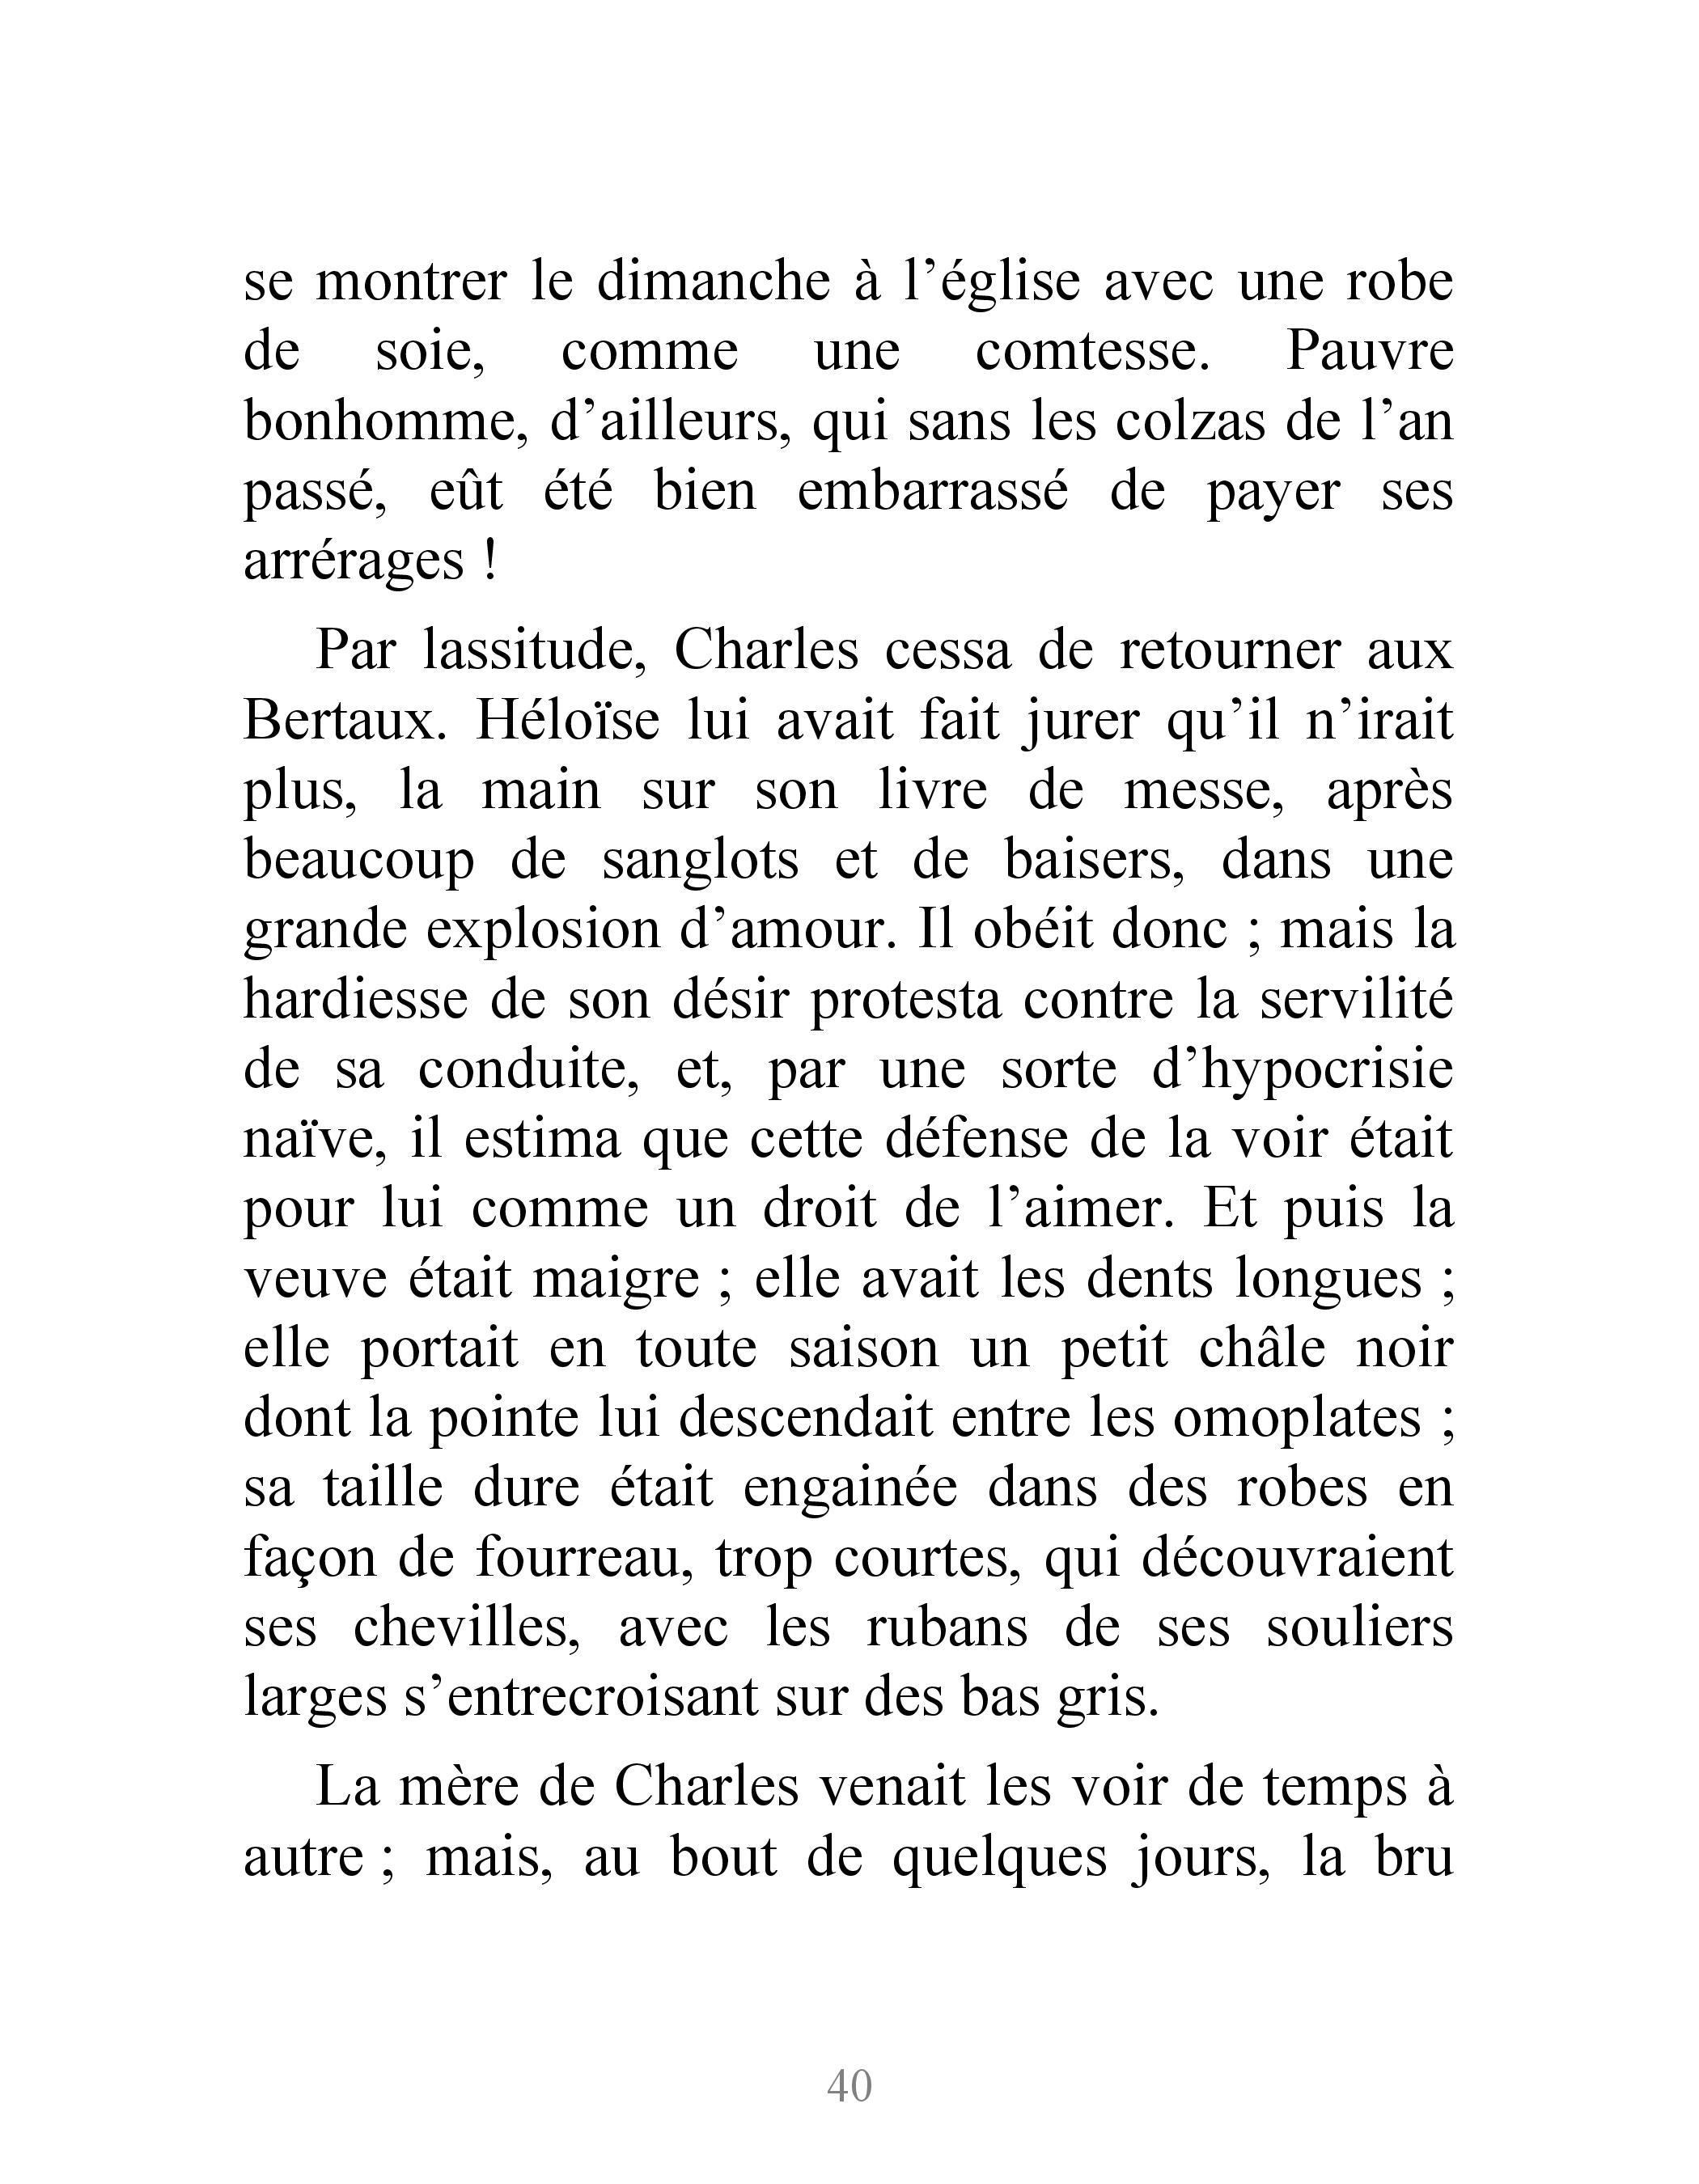 se montrer le dimanche à l’église avec une robe
de soie, comme une comtesse. Pauvre
bonhomme, d’ailleurs, qui sans les colzas de l’an
passé, eût été bien embarrassé de payer ses
arrérages !
Par lassitude, Charles cessa de retourner aux
Bertaux. Héloïse lui avait fait jurer qu’il n’irait
plus, la main sur son livre de messe, après
beaucoup de sanglots et de baisers, dans une
grande explosion d’amour. Il obéit donc ; mais la
hardiesse de son désir protesta contre la servilité
de sa conduite, et, par une sorte d’hypocrisie
naïve, il estima que cette défense de la voir était
pour lui comme un droit de l’aimer. Et puis la
veuve était maigre ; elle avait les dents longues ;
elle portait en toute saison un petit châle noir
dont la pointe lui descendait entre les omoplates ;
sa taille dure était engainée dans des robes en
façon de fourreau, trop courtes, qui découvraient
ses chevilles, avec les rubans de ses souliers
larges s’entrecroisant sur des bas gris.
La mère de Charles venait les voir de temps à
autre ; mais, au bout de quelques jours, la bru
40